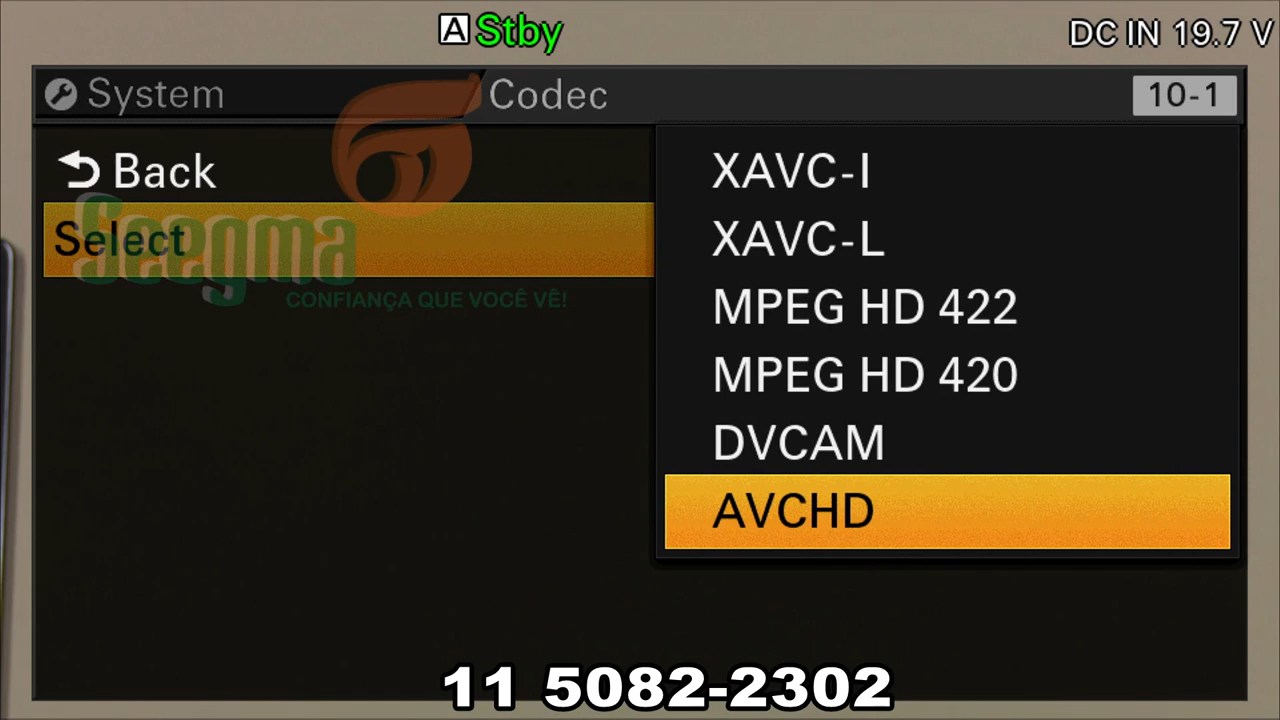 A Stby
DC IN 19.7 V
System
Codec
10-1
Back
Select
XAVC-I
XAVC-L
MPEG HD 422
MPEG HD 420
DVCAM
AVCHD
Seegma
CONFIANÇA QUE VOCÊ VÊ!
11 5082-2302